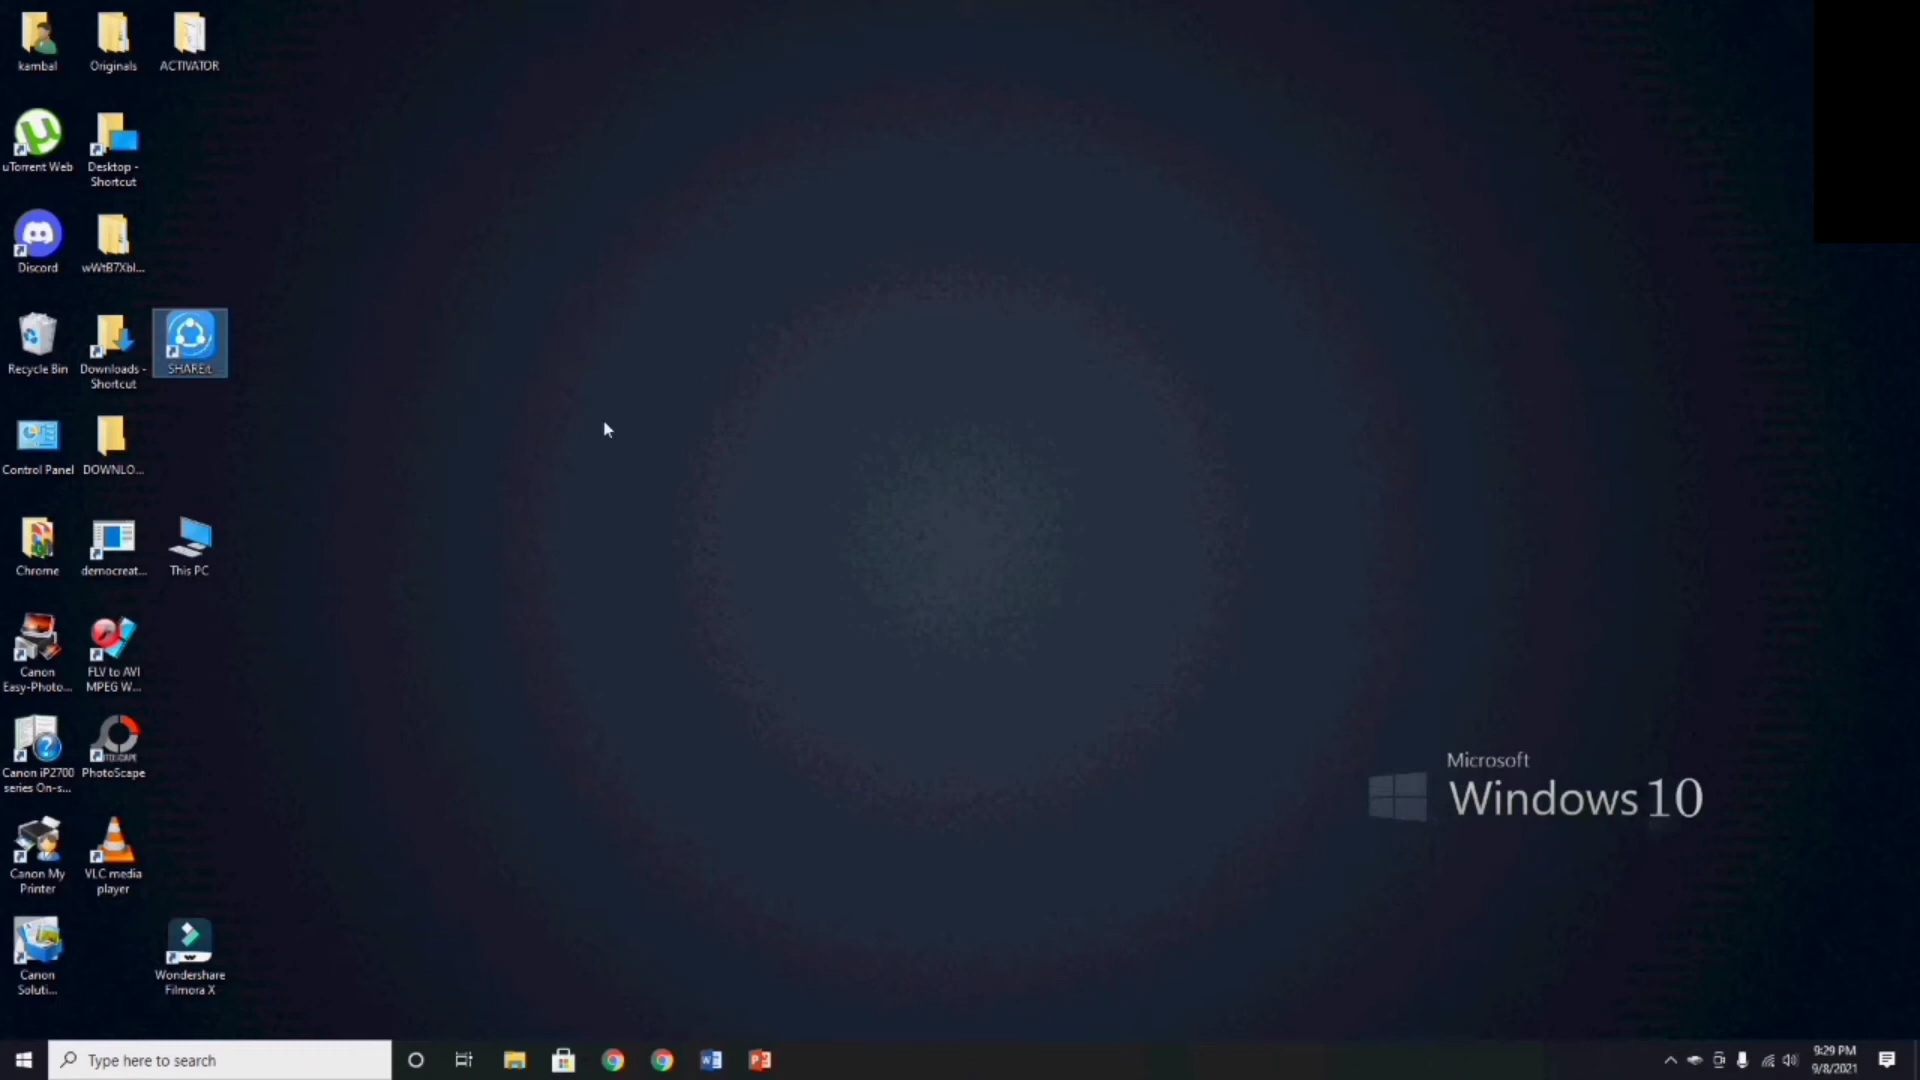 kambal
Originals
ACTIVATOR
uTorrent Web
Desktop -
Shortcut
Discord
wWtB7Xbl...
Recycle Bin
Downloads -
Shortcut
SHAREit
Control Panel
DOWNLO...
Chrome
democreat...
This PC
Canon
Easy-Photo...
FLV to AVI
MPEG W...
Canon iP2700
series On-s...
PhotoScape
Canon My
Printer
VLC media
player
Canon
Soluti...
Wondershare
Filmora X
Microsoft
Windows 10
Type here to search
9:29 PM
9/8/2021